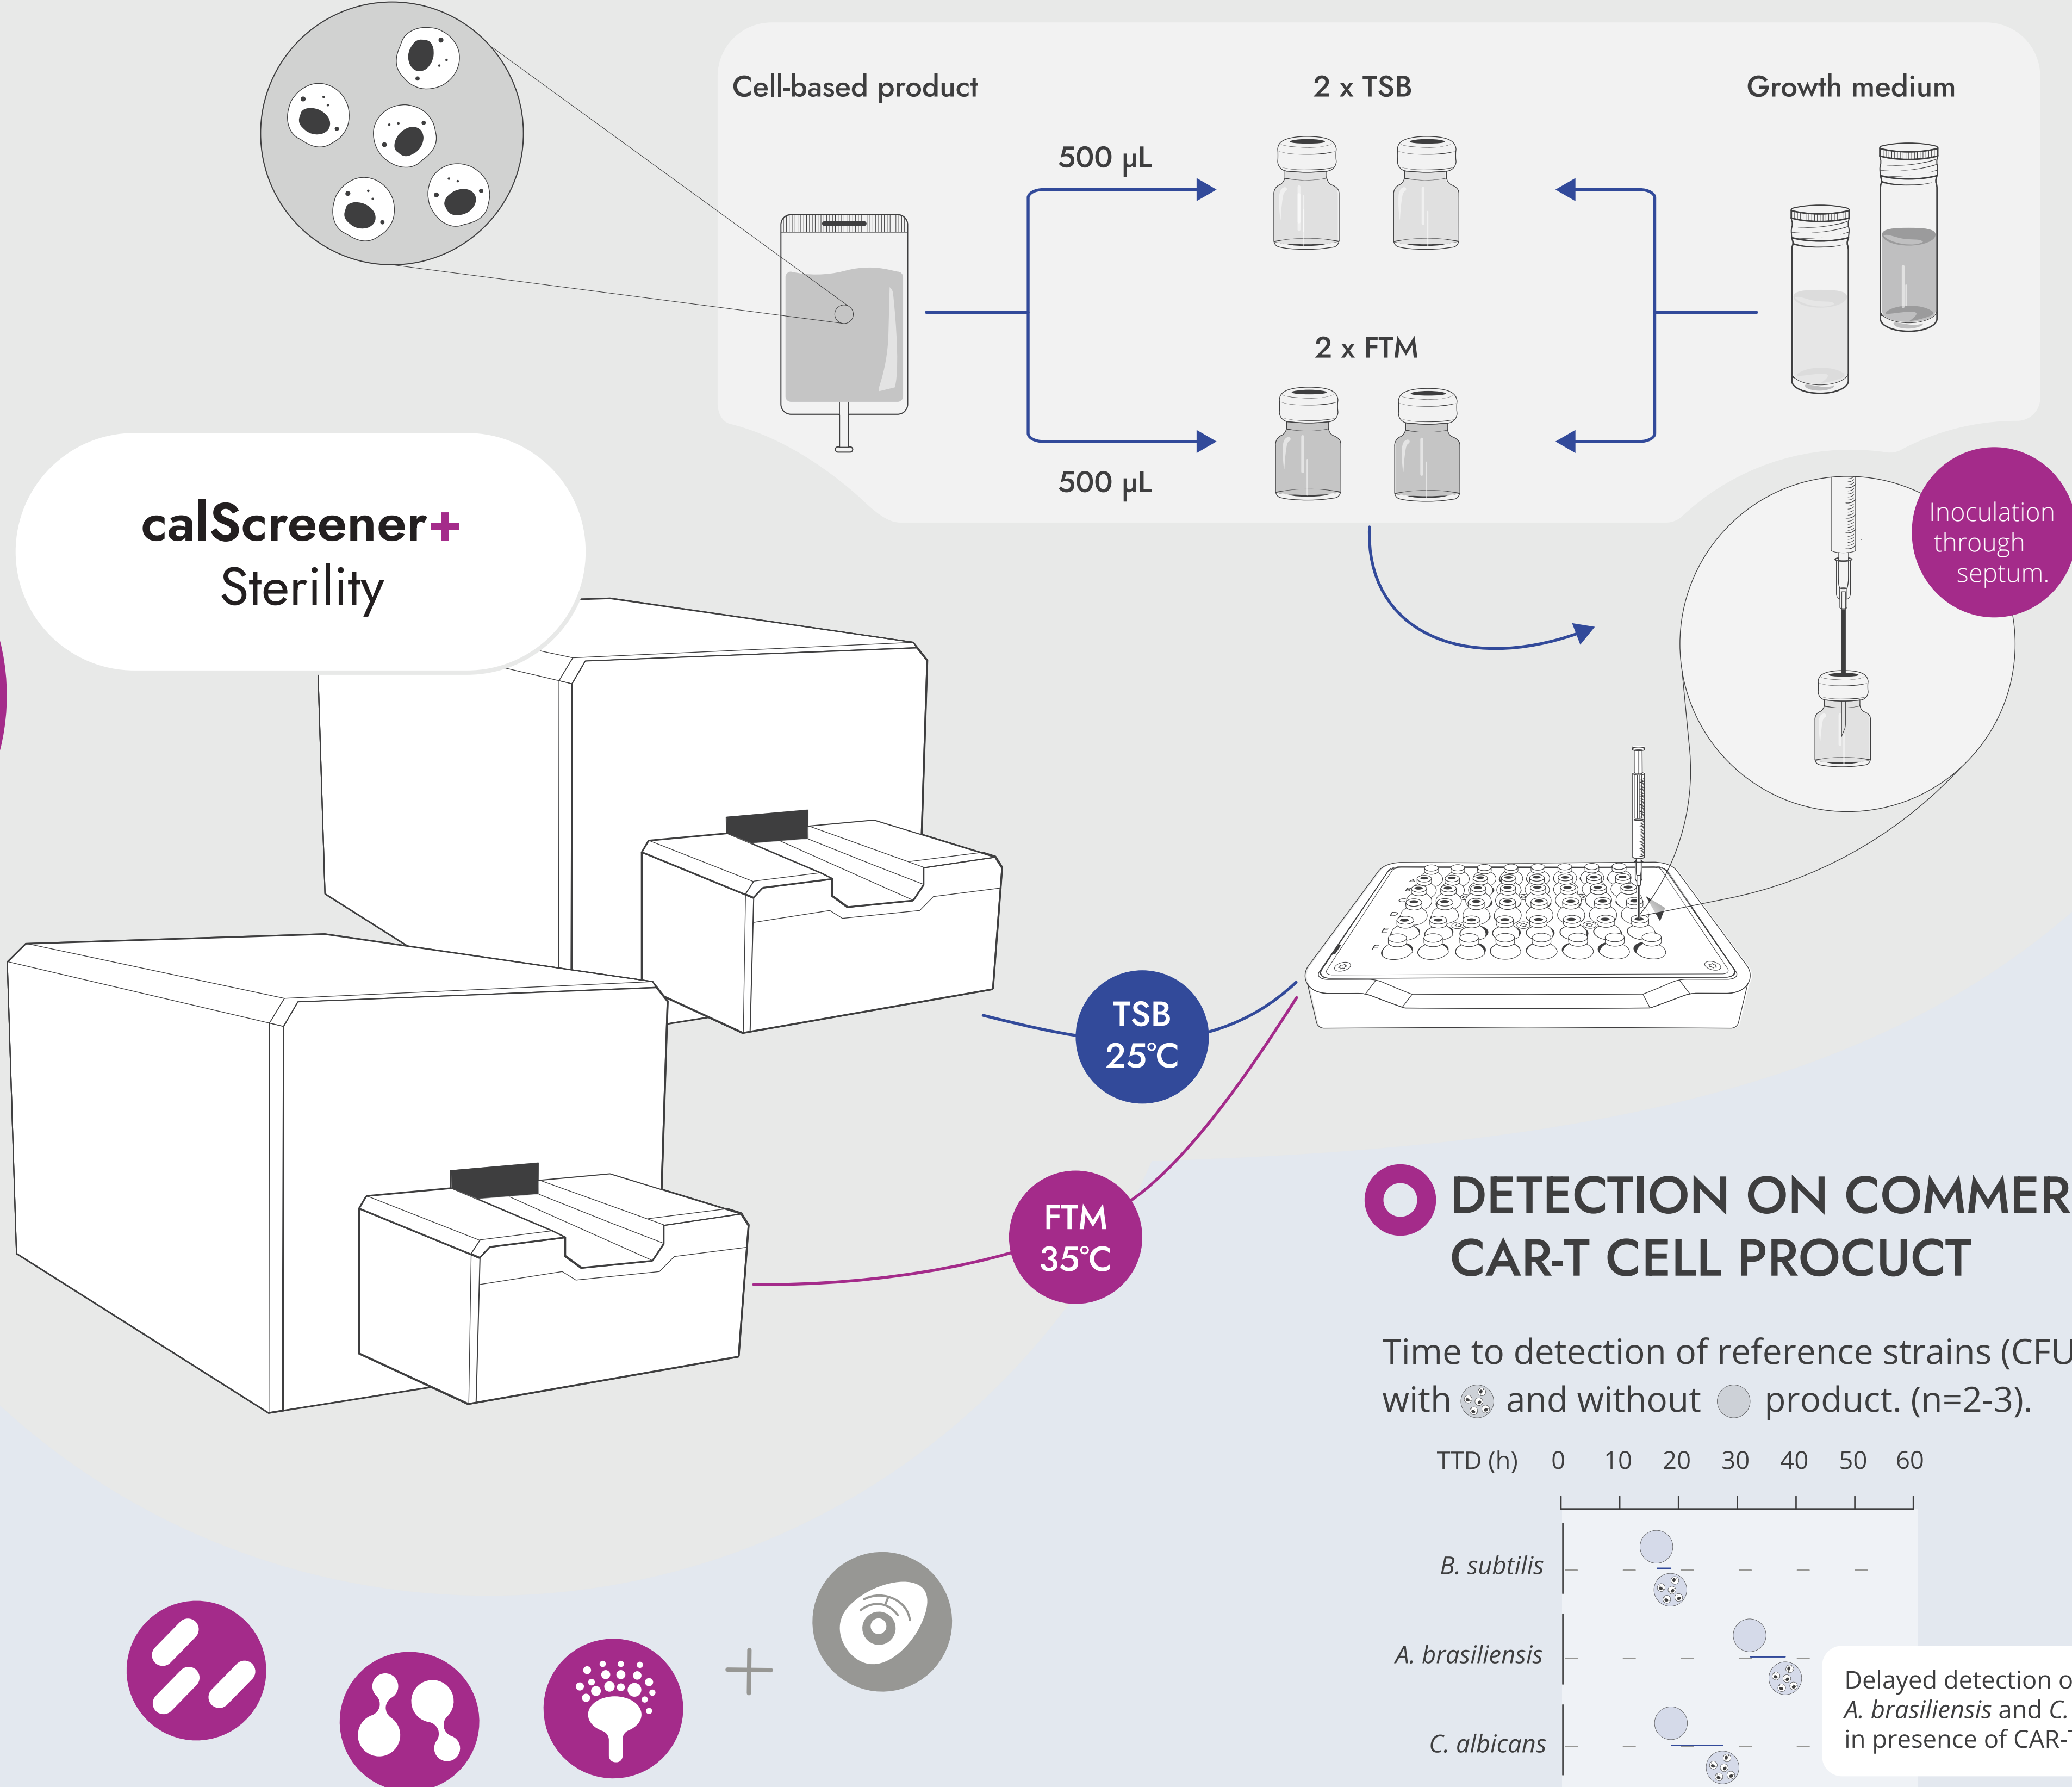 Cell-based product
2 x TSB
Growth medium
500 µL
2 x FTM
500 µL
calScreener+
Sterility
Inoculation
through
septum.
A
B
C
D
E
F
TSB
25°C
FTM
35°C
DETECTION ON COMMER
CAR-T CELL PROCUCT
Time to detection of reference strains (CFU
with and without product. (n=2-3).
TTD (h) 0 10 20 30 40 50 60
B. subtilis
A. brasiliensis
C. albicans
Delayed detection o
A. brasiliensis and C.
in presence of CAR-T